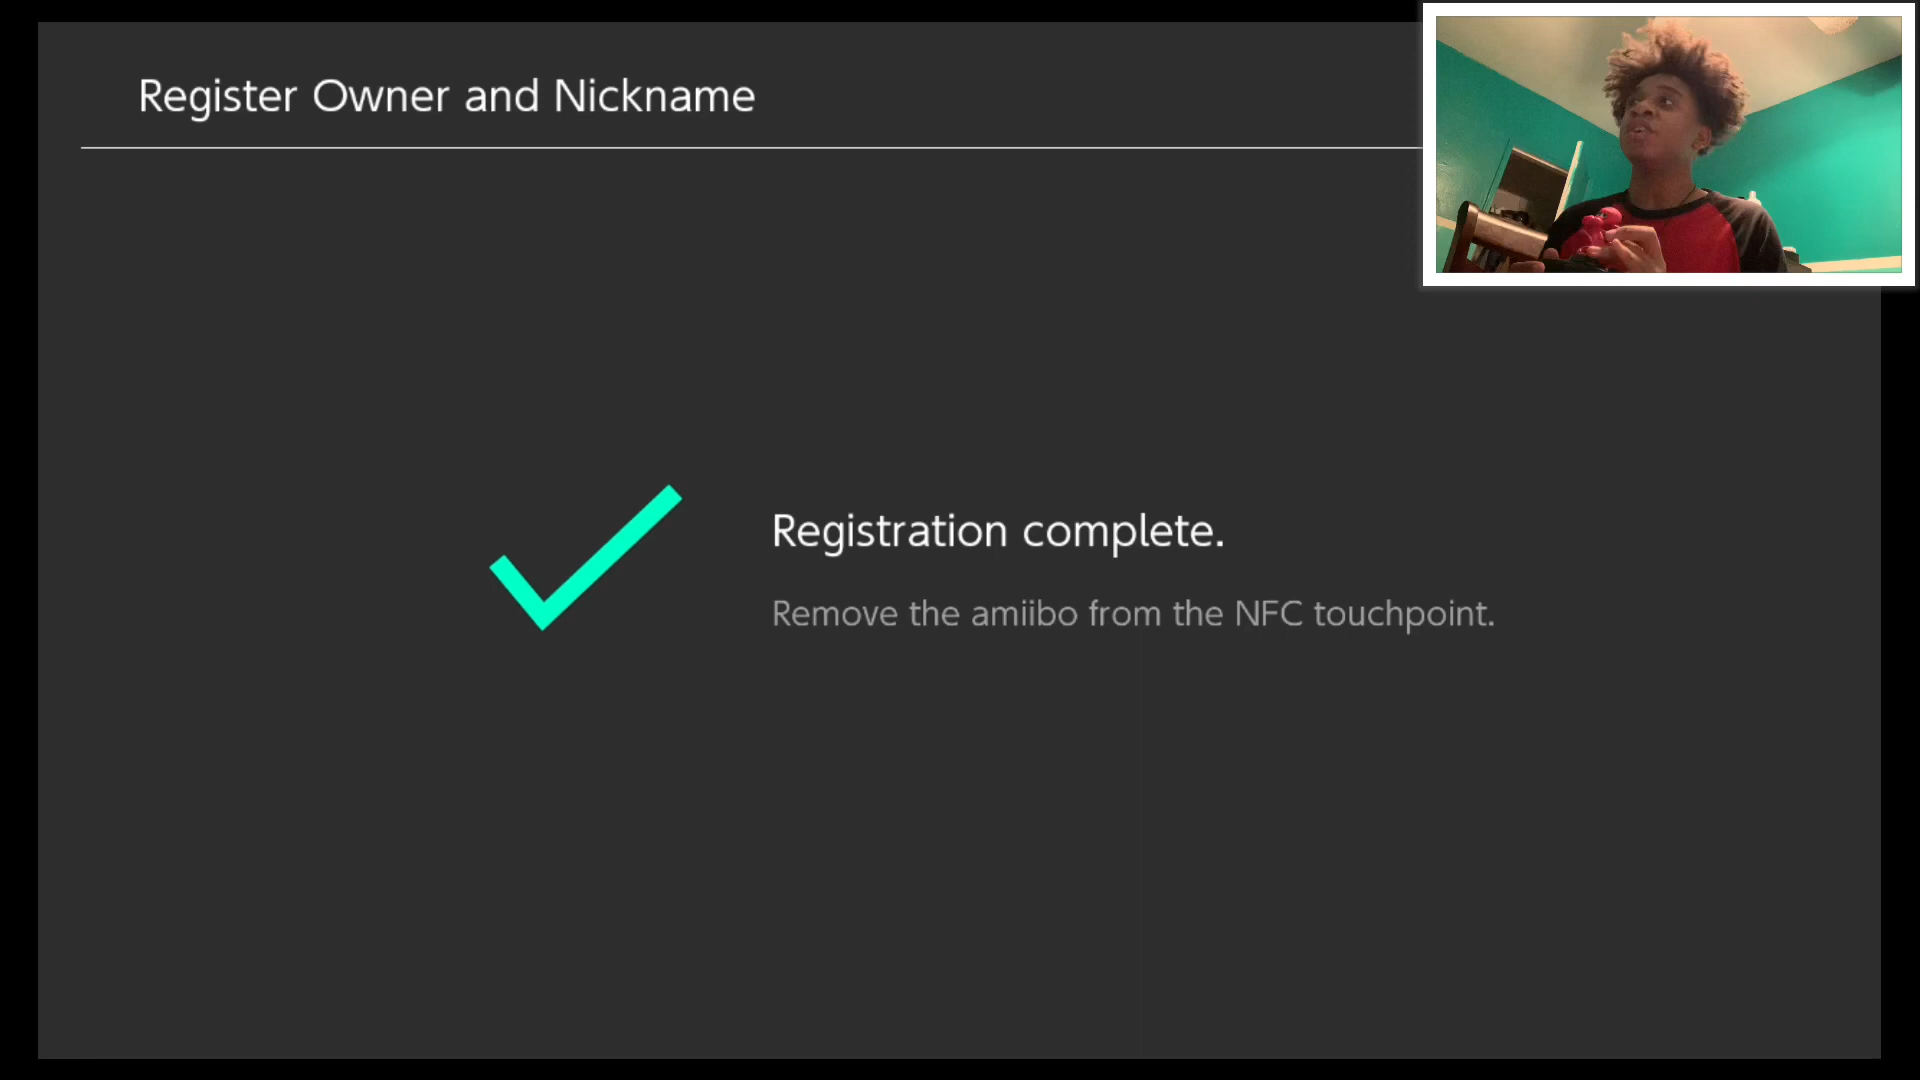 Register Owner and Nickname
Registration complete.
Remove the amiibo from the NFC touchpoint.